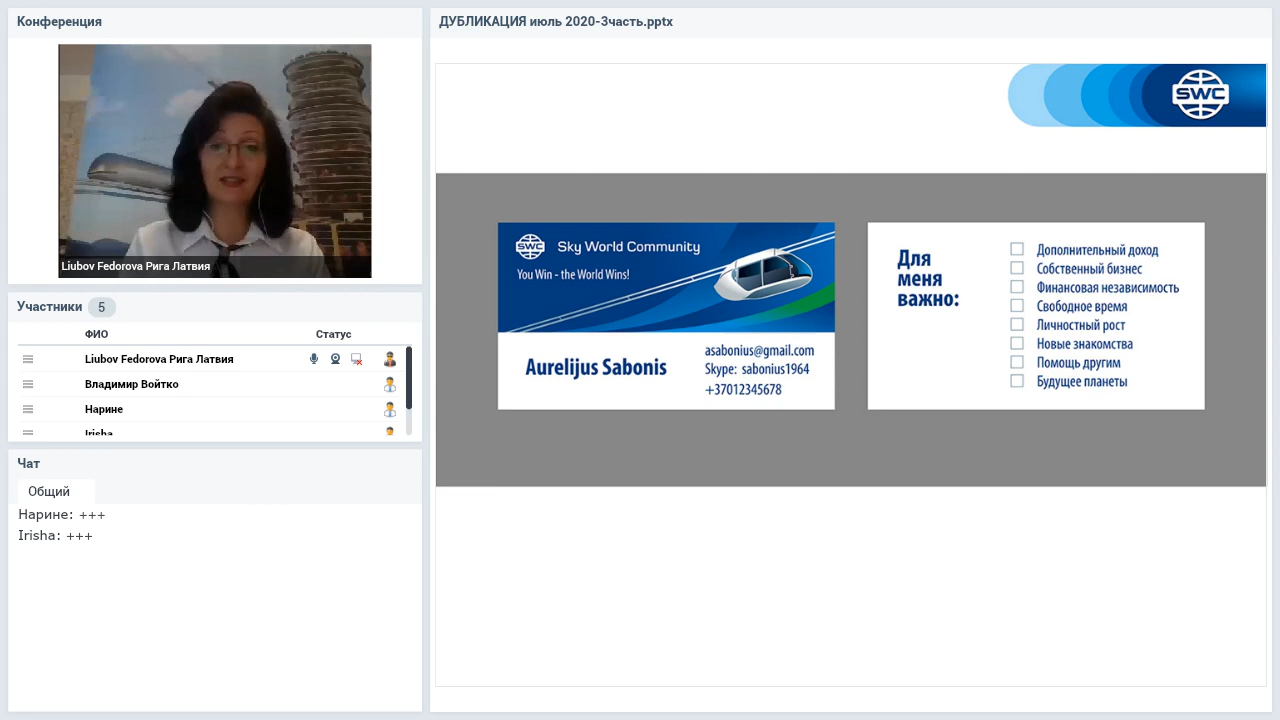 Конференция
Liubov Fedorova Рига Латвия
Участники 5
ФИО Статус
Liubov Fedorova Рига Латвия
Владимир Войтко
Нарине
Irisha
Чат
Общий
Нарине: +++
Irisha: +++
ДУБЛИКАЦИЯ июль 2020-3часть.pptx
SWC
SWC Sky World Community
You Win - the World Wins!
Aurelijus Sabonis
asabonius@gmail.com
Skype: sabonius1964
+37012345678
Для
меня
важно:
Дополнительный доход
Собственный бизнес
Финансовая независимость
Свободное время
Личностный рост
Новые знакомства
Помощь другим
Будущее планеты